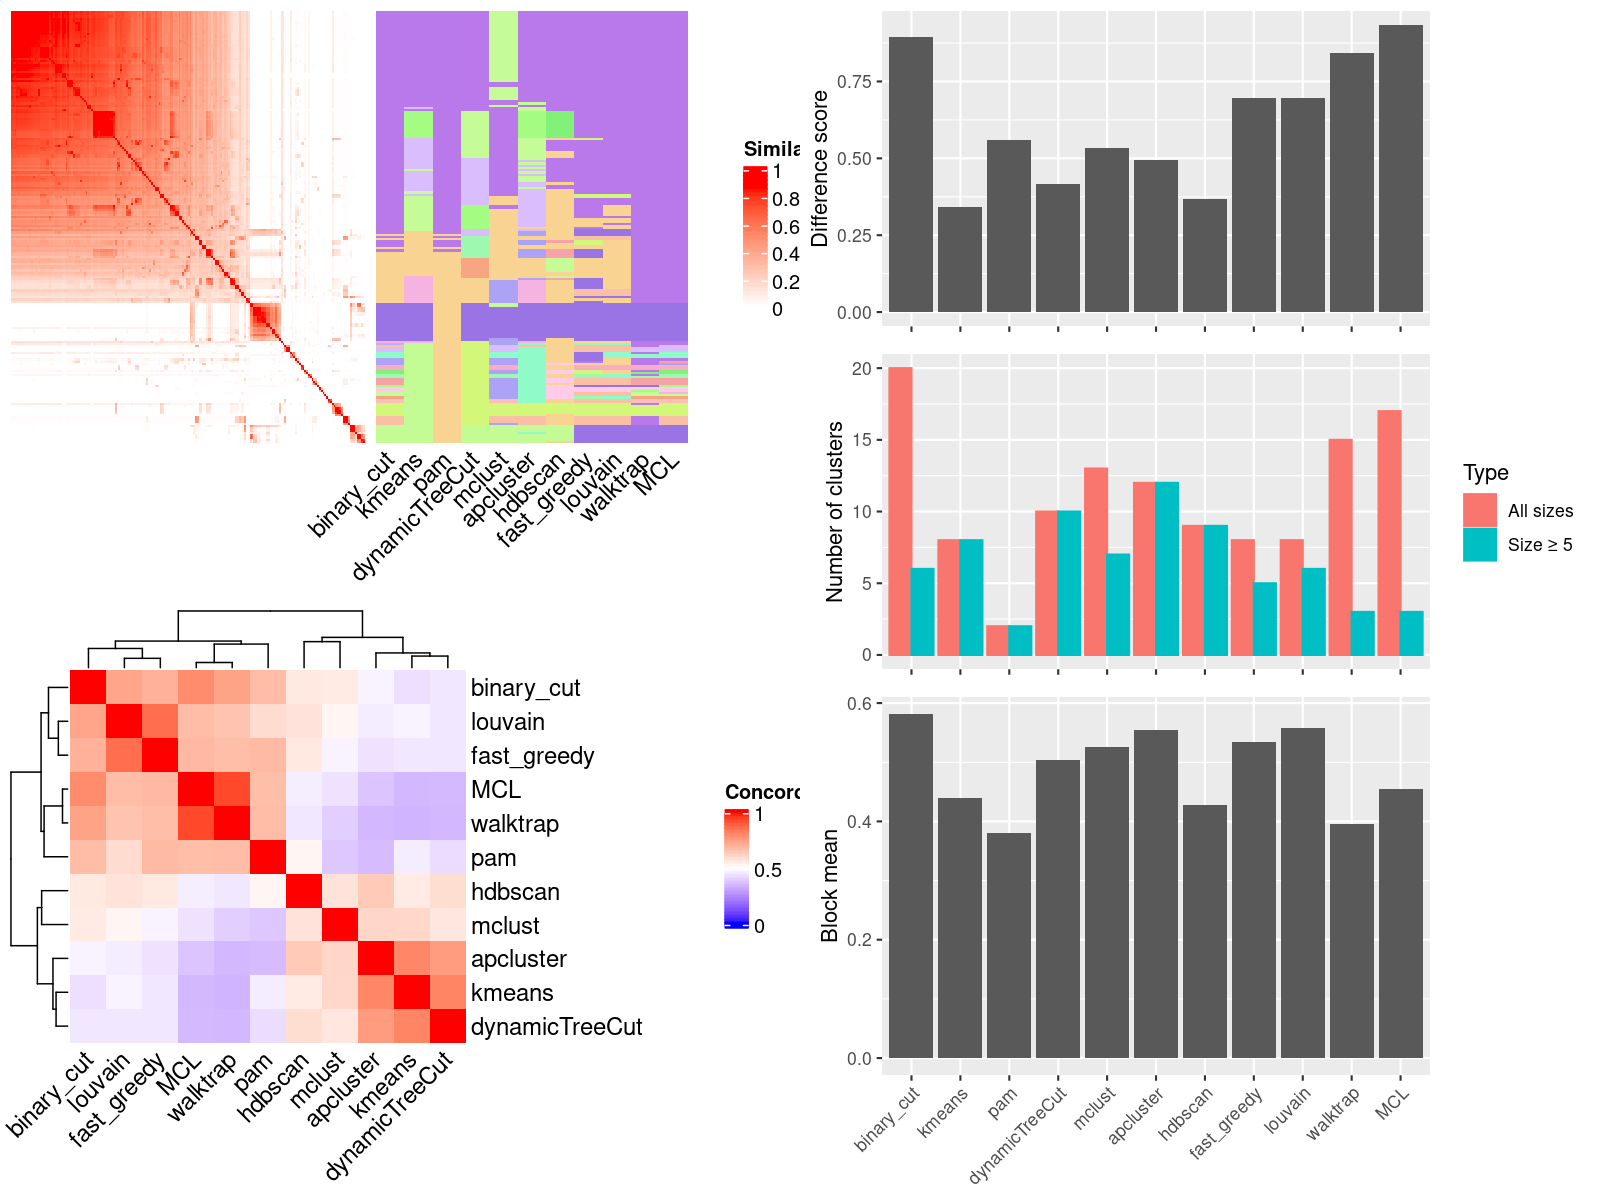 Simila
1
0.8
0.6
0.4
0.2
0
binary_cut
kmeans
pam
dynamicTreeCut
mclust
apcluster
hdbscan
fast_greedy
louvain
walktrap
MCL
Difference score
0.75
0.50
0.25
0.00
Number of clusters
20
15
10
5
0
Type
All sizes
Size ≥ 5
binary_cut
louvain
fast_greedy
MCL
walktrap
pam
hdbscan
mclust
apcluster
kmeans
dynamicTreeCut
binary_cut
louvain
fast_greedy
MCL
walktrap
pam
hdbscan
mclust
apcluster
kmeans
dynamicTreeCut
Concord
1
0.5
0
Block mean
0.6
0.4
0.2
0.0
binary_cut
kmeans
pam
dynamicTreeCut
mclust
apcluster
hdbscan
fast_greedy
louvain
walktrap
MCL